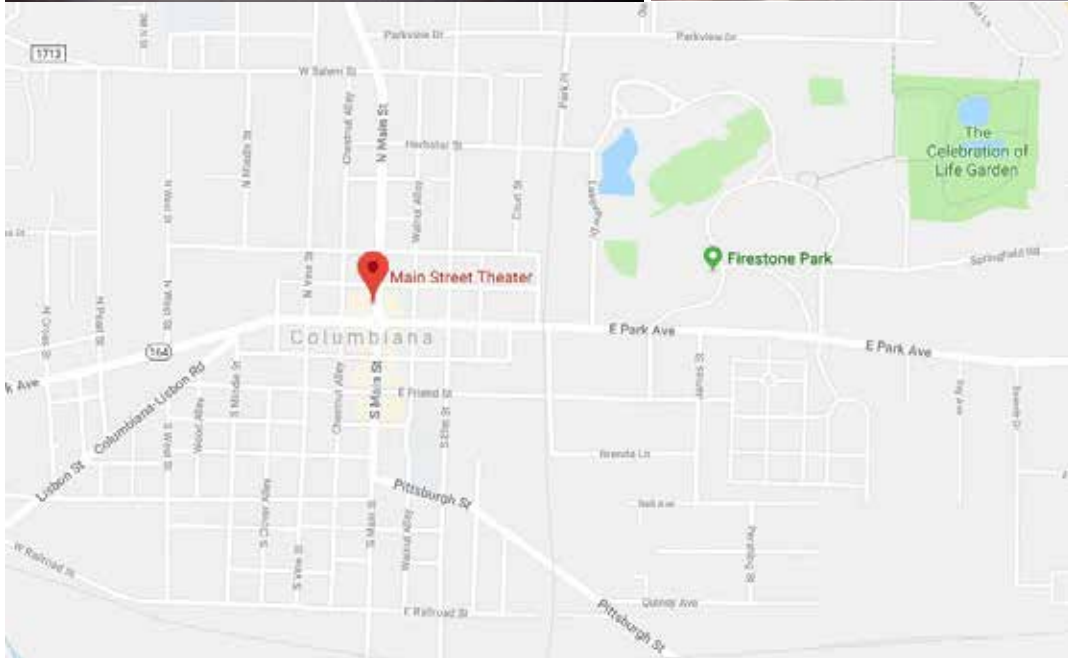 Parkview Dr
Parkview Dr
1713
W Salem St
Park Pl
Chestnut Alley
N Main St
N Middle St
Court St
Walnut Alley
The
Celebration of
Life Garden
N West St
N Vine St
Springfield Rd
Firestone Park
Main Street Theater
N Pearl St
N West St
Columbiana
E Park Ave
E Park Ave
164
k Ave
Columbiana-Lisbon Rd
S Middle St
Chestnut Alley
S Main St
E Friend St
S Elm St
Wood Alley
S West St
Brenda Ln
Lisbon St
Pittsburgh St
S Main St
Walnut Alley
S Vine St
W Railroad St
E Railroad St
Quincy Ave
Pittsburgh St